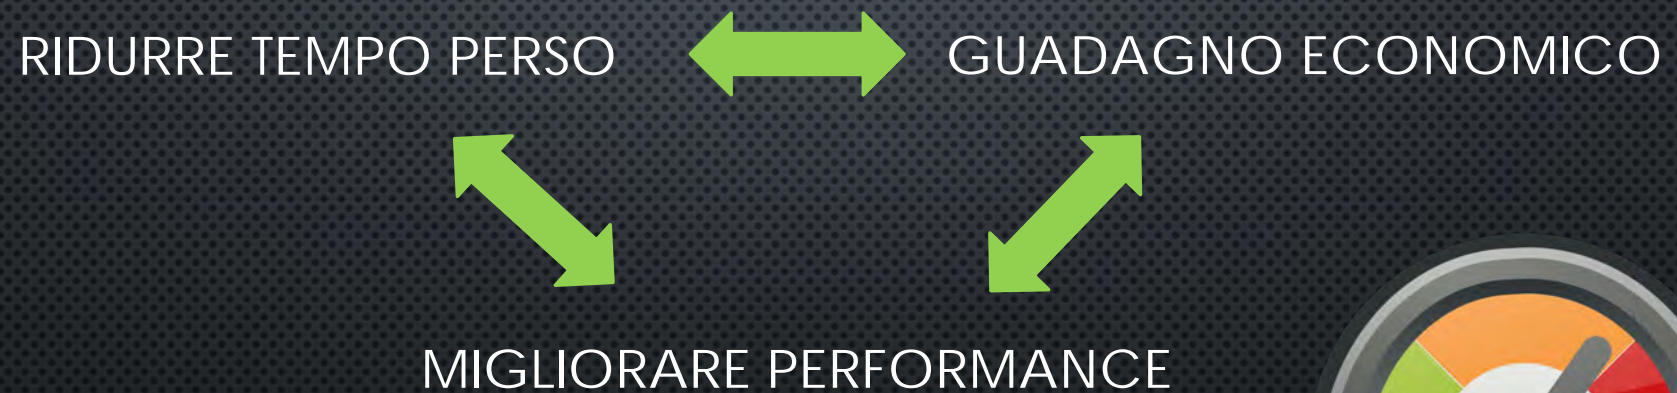 RIDURRE TEMPO PERSO
GUADAGNO ECONOMICO
MIGLIORARE PERFORMANCE